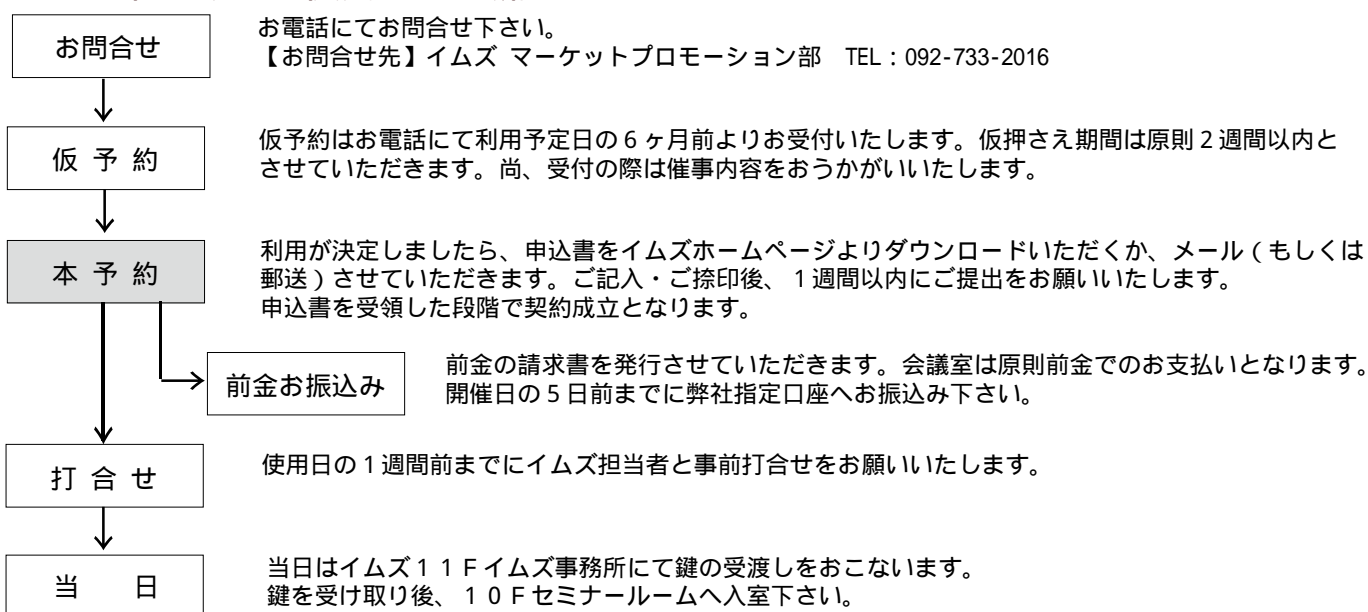 お問合せ
お電話にてお問合せ下さい。
【お問合せ先】イムズ マーケットプロモーション部　TEL：092-733-2016
仮 予 約
仮予約はお電話にて利用予定日の６ヶ月前よりお受付いたします。仮押さえ期間は原則２週間以内と
させていただきます。尚、受付の際は催事内容をおうかがいいたします。
本 予 約
利用が決定しましたら、申込書をイムズホームページよりダウンロードいただくか、メール（もしくは
郵送）させていただきます。ご記入・ご捺印後、１週間以内にご提出をお願いいたします。
申込書を受領した段階で契約成立となります。
前金お振込み
前金の請求書を発行させていただきます。会議室は原則前金でのお支払いとなります。
開催日の５日前までに弊社指定口座へお振込み下さい。
打 合 せ
使用日の１週間前までにイムズ担当者と事前打合せをお願いいたします。
当　　日
当日はイムズ１１Ｆイムズ事務所にて鍵の受渡しをおこないます。
鍵を受け取り後、１０Ｆセミナールームへ入室下さい。